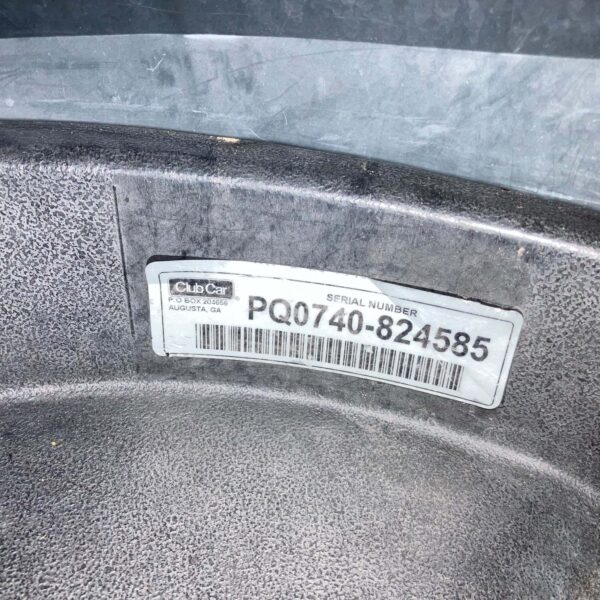 Club Car
P.O BOX 204658
AUGUSTA, GA
SERIAL NUMBER
PQ0740-824585